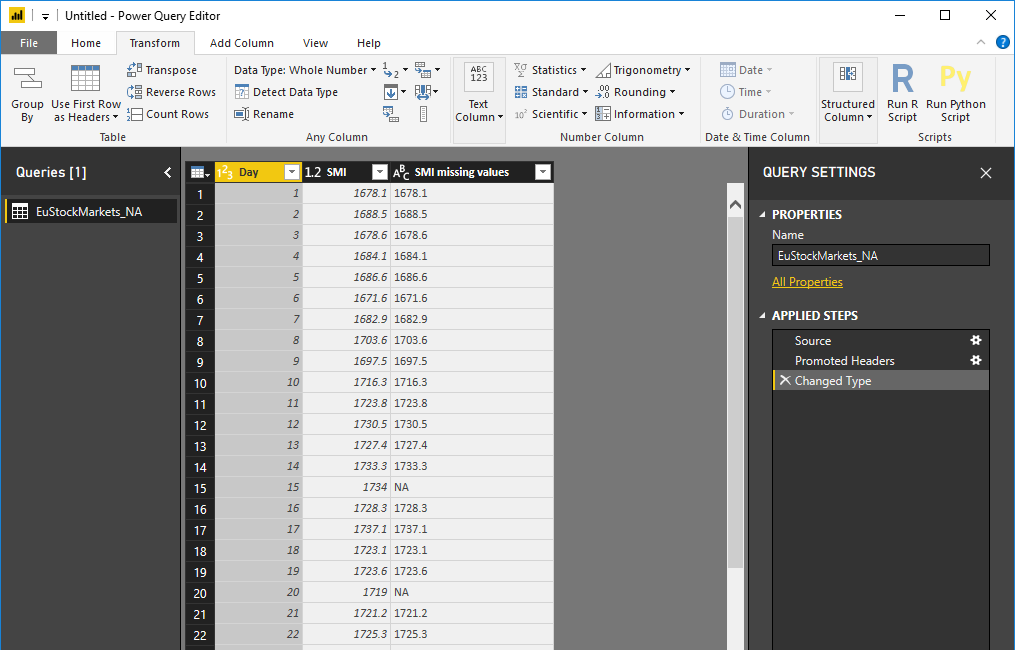 Untitled - Power Query Editor
File Home Transform Add Column View Help
Group By
Use First Row as Headers
Transpose
Reverse Rows
Count Rows
Table
Data Type: Whole Number
Detect Data Type
Rename
1 2
Any Column
ABC 123
Text Column
Statistics
Standard
Scientific
10²
Trigonometry
Rounding
.00
Information
Number Column
Date
Time
Duration
Date & Time Column
Structured Column
R
Run R Script
Py
Run Python Script
Scripts
Queries [1]
EuStockMarkets_NA
1 2 3 Day 1.2 SMI A B C SMI missing values
1 1 1678.1 1678.1
2 2 1688.5 1688.5
3 3 1678.6 1678.6
4 4 1684.1 1684.1
5 5 1686.6 1686.6
6 6 1671.6 1671.6
7 7 1682.9 1682.9
8 8 1703.6 1703.6
9 9 1697.5 1697.5
10 10 1716.3 1716.3
11 11 1723.8 1723.8
12 12 1730.5 1730.5
13 13 1727.4 1727.4
14 14 1733.3 1733.3
15 15 1734 NA
16 16 1728.3 1728.3
17 17 1737.1 1737.1
18 18 1723.1 1723.1
19 19 1723.6 1723.6
20 20 1719 NA
21 21 1721.2 1721.2
22 22 1725.3 1725.3
QUERY SETTINGS
PROPERTIES
Name
EuStockMarkets_NA
All Properties
APPLIED STEPS
Source
Promoted Headers
Changed Type